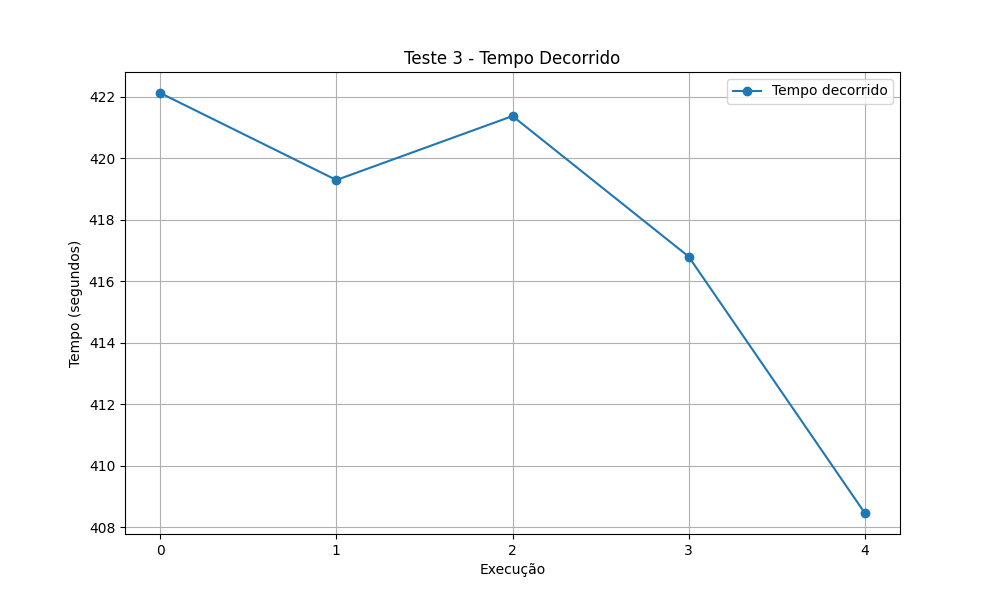 Teste 3 - Tempo Decorrido
Tempo decorrido
422
420
418
416
414
412
410
408
Tempo (segundos)
0 1 2 3 4
Execução